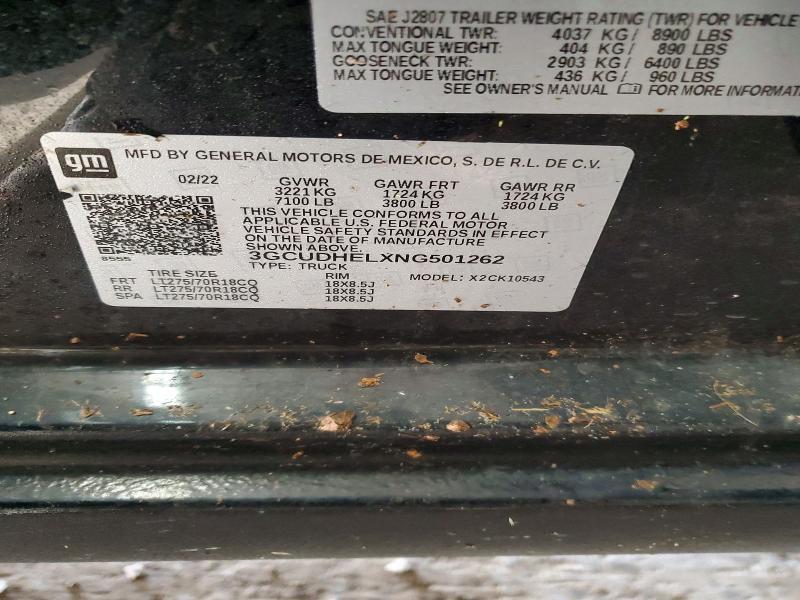 SAE J2807 TRAILER WEIGHT RATING (TWR) FOR VEHICLE
CONVENTIONAL TWR: 4037 KG/ 8900 LBS
MAX TONGUE WEIGHT: 404 KG/ 890 LBS
GOOSENECK TWR: 2903 KG/ 6400 LBS
MAX TONGUE WEIGHT: 436 KG/ 960 LBS
SEE OWNER'S MANUAL FOR MORE INFORMAT
gm MFD BY GENERAL MOTORS DE MEXICO, S. DE R.L. DE C.V.
02/22 GVWR GAWR FRT GAWR RR
3221 KG 1724 KG 1724 KG
7100 LB 3800 LB 3800 LB
THIS VEHICLE CONFORMS TO ALL
APPLICABLE U.S. FEDERAL MOTOR
VEHICLE SAFETY STANDARDS IN EFFECT
ON THE DATE OF MANUFACTURE
SHOWN ABOVE.
8555 3GCUDHELXNG501262
TYPE: TRUCK MODEL: X2CK10543
TIRE SIZE RIM
FRT LT275/70R18CQ 18X8.5J
RR LT275/70R18CQ 18X8.5J
SPA LT275/70R18CQ 18X8.5J